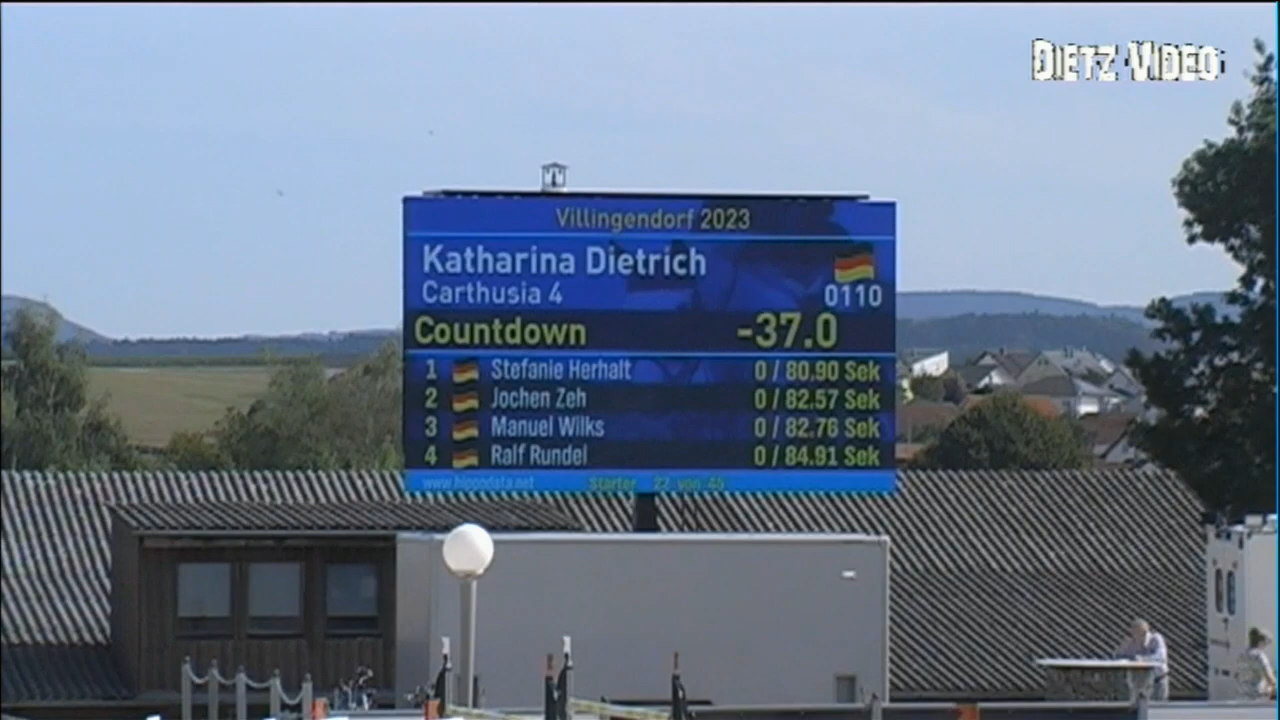 DIETZ VIDEO
Villingendorf 2023
Katharina Dietrich
Carthusia 4 0110
Countdown -37.0
1 Stefanie Herhalt 0 / 80.90 Sek
2 Jochen Zeh 0 / 82.57 Sek
3 Manuel Wilks 0 / 82.76 Sek
4 Ralf Rundel 0 / 84.91 Sek
www.hippodata.net Starter 22 von 45